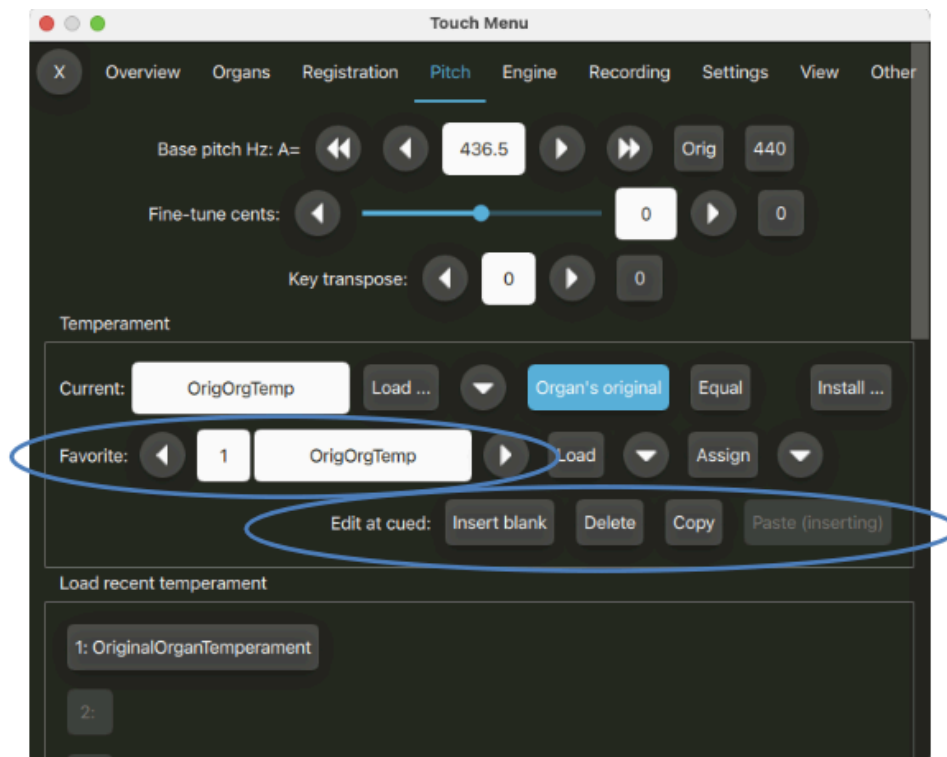 Touch Menu
X Overview Organs Registration Pitch Engine Recording Settings View Other
Base pitch Hz: A= 436.5 Orig 440
Fine-tune cents: 0 0
Key transpose: 0 0
Temperament
Current: OrigOrgTemp Load ... Organ's original Equal Install ...
Favorite: 1 OrigOrgTemp Load Assign
Edit at cued: Insert blank Delete Copy Paste (inserting)
Load recent temperament
1: OriginalOrganTemperament
2: